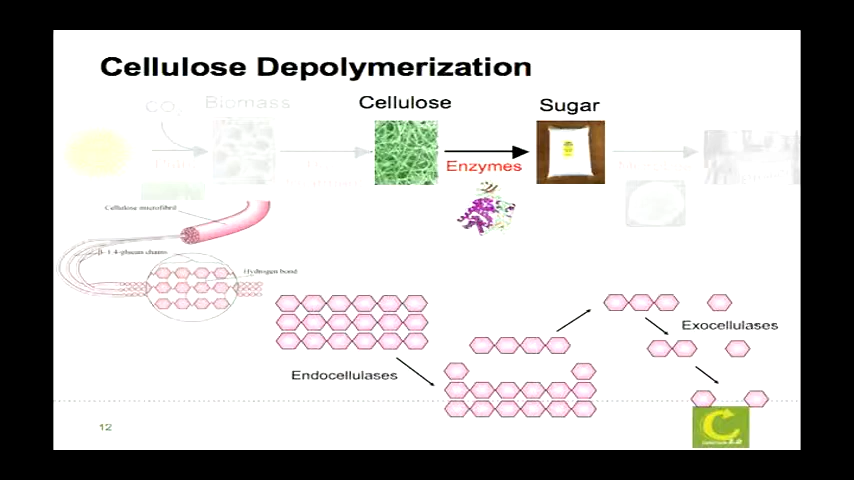 Cellulose Depolymerization
CO2
Biomass
Cellulose
Sugar
Enzymes
Cellulose microfibril
β-1,4-glucan chains
Hydrogen bond
Exocellulases
Endocellulases
12